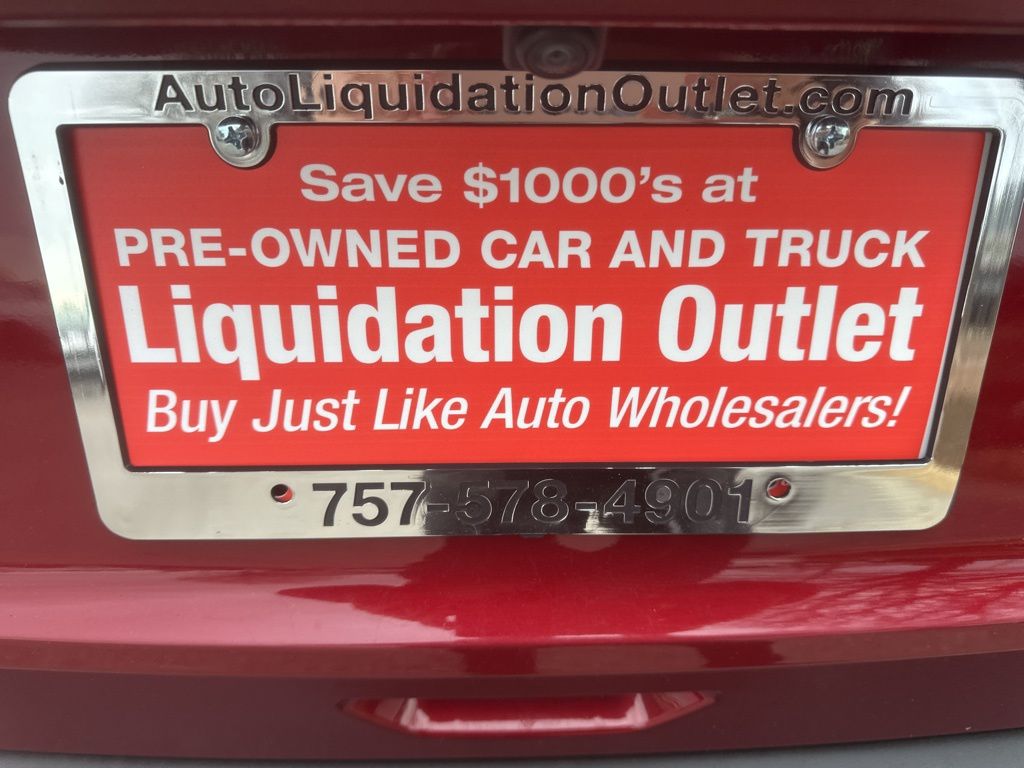 AutoLiquidationOutlet.com
Save $1000's at
PRE-OWNED CAR AND TRUCK
Liquidation Outlet
Buy Just Like Auto Wholesalers!
757-578-4901